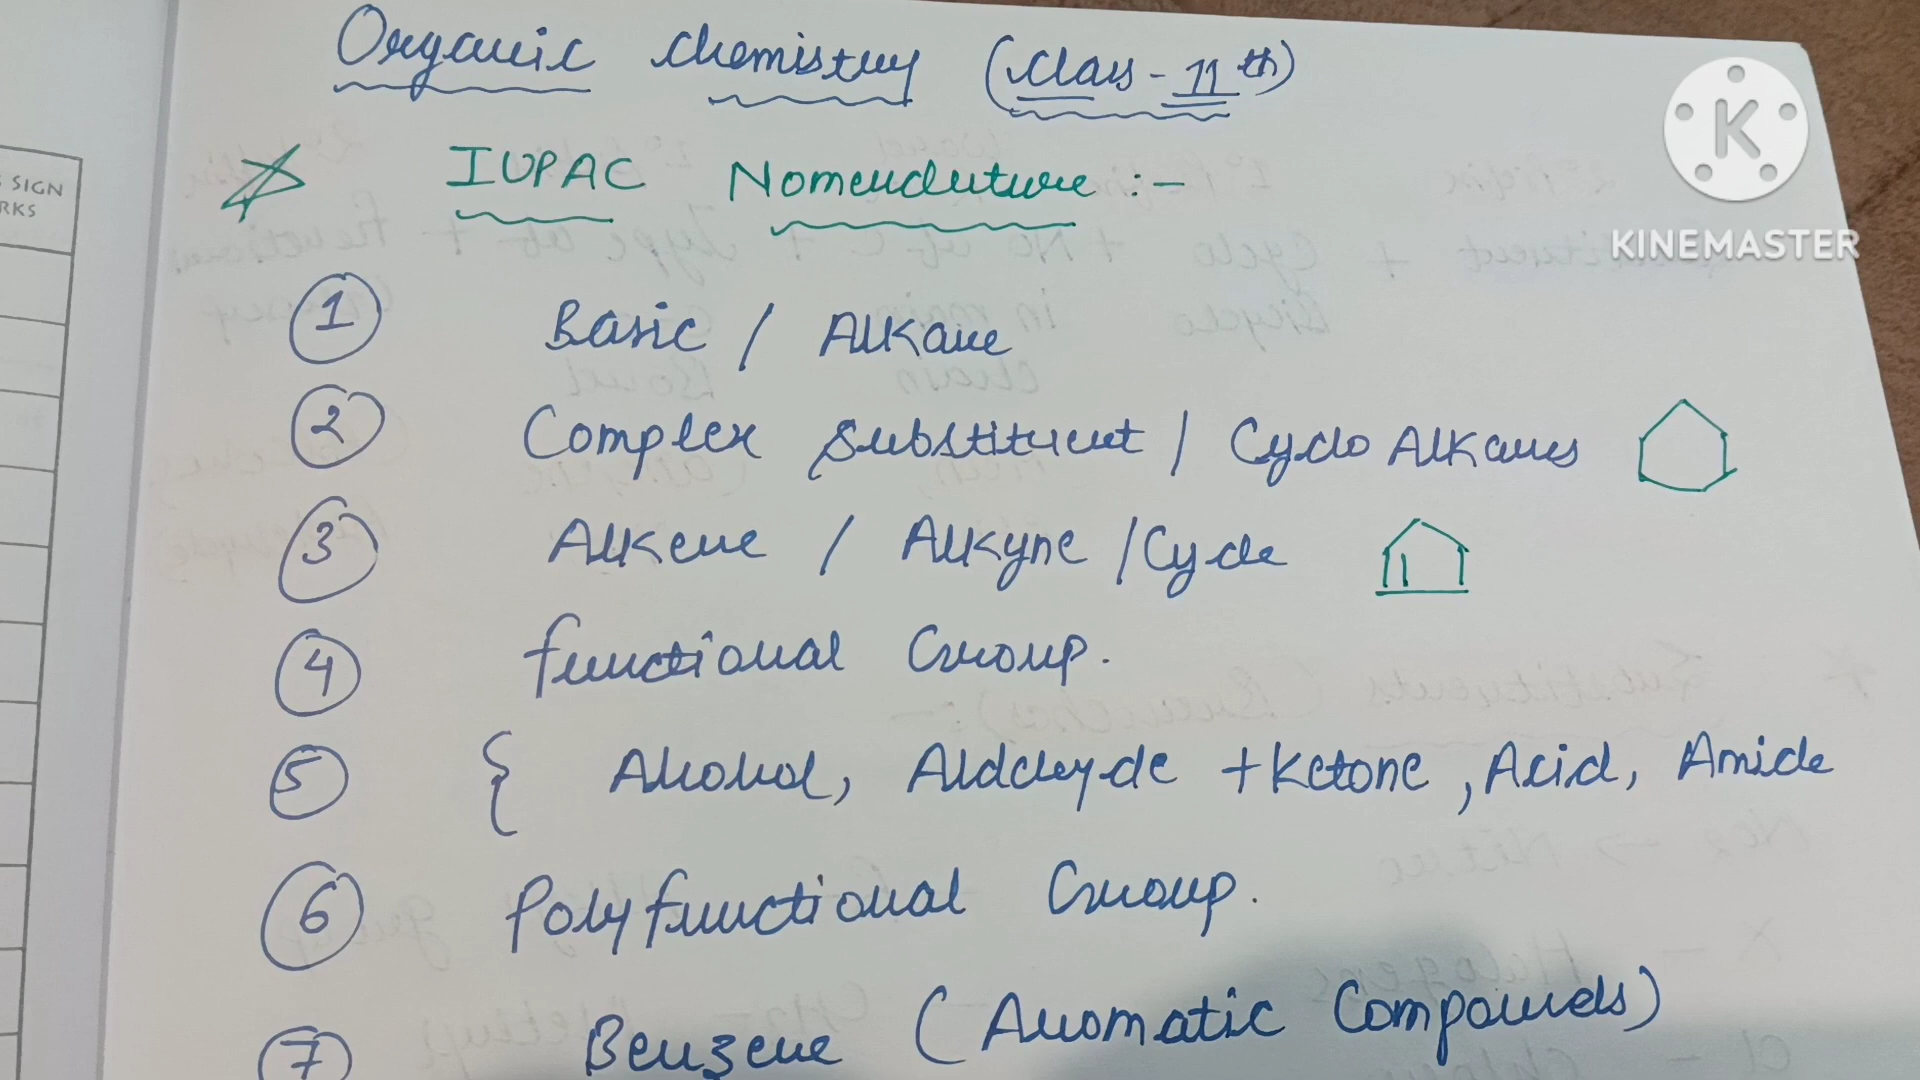 Organic chemistry (class - 11th)
IUPAC Nomencluture :-
K
KINEMASTER
SIGN
RKS
1 Basic / Alkane
2 Complex substituent / Cyclo Alkanes
3 Alkene / Alkyne / Cycle
4 functional Group.
5 { Alcohol, Aldehyde + Ketone, Acid, Amide
6 Polyfunctional Group.
7 Benzene (Aromatic Compounds)